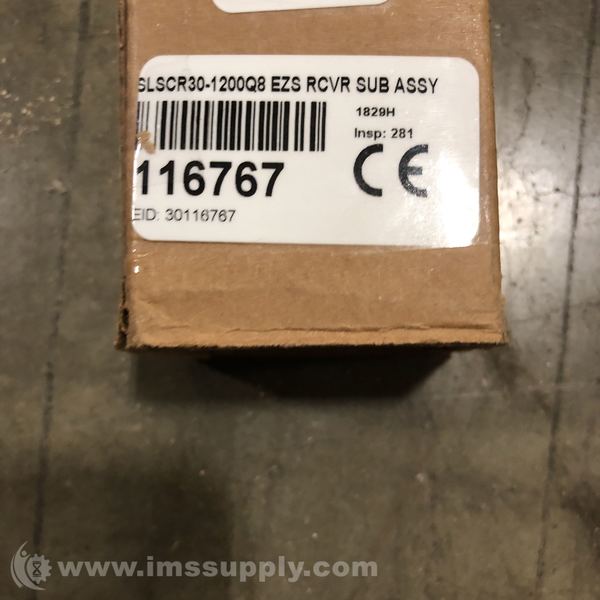 SLSCR30-1200Q8 EZS RCVR SUB ASSY
1829H
Insp: 281
116767
CE
EID: 30116767
www.imssupply.com